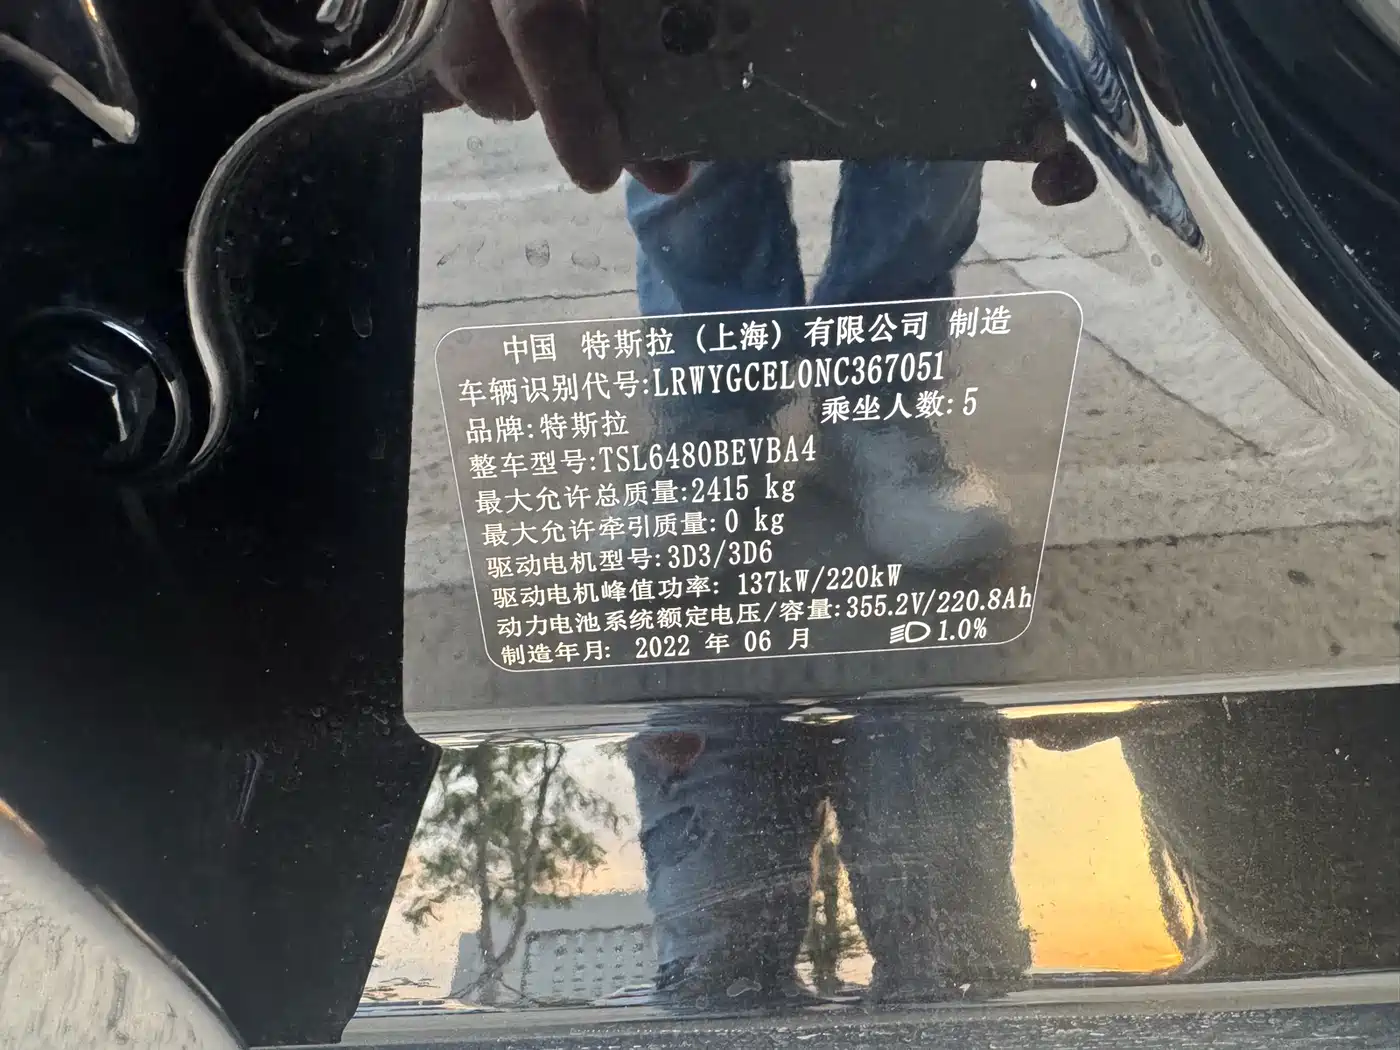 中国 特斯拉（上海）有限公司 制造
车辆识别代号:LRWYGCEL0NC367051
品牌:特斯拉 乘坐人数:5
整车型号:TSL6480BEVBA4
最大允许总质量:2415 kg
最大允许牵引质量:0 kg
驱动电机型号:3D3/3D6
驱动电机峰值功率: 137kW/220kW
动力电池系统额定电压/容量:355.2V/220.8Ah
制造年月: 2022 年 06 月 1.0%